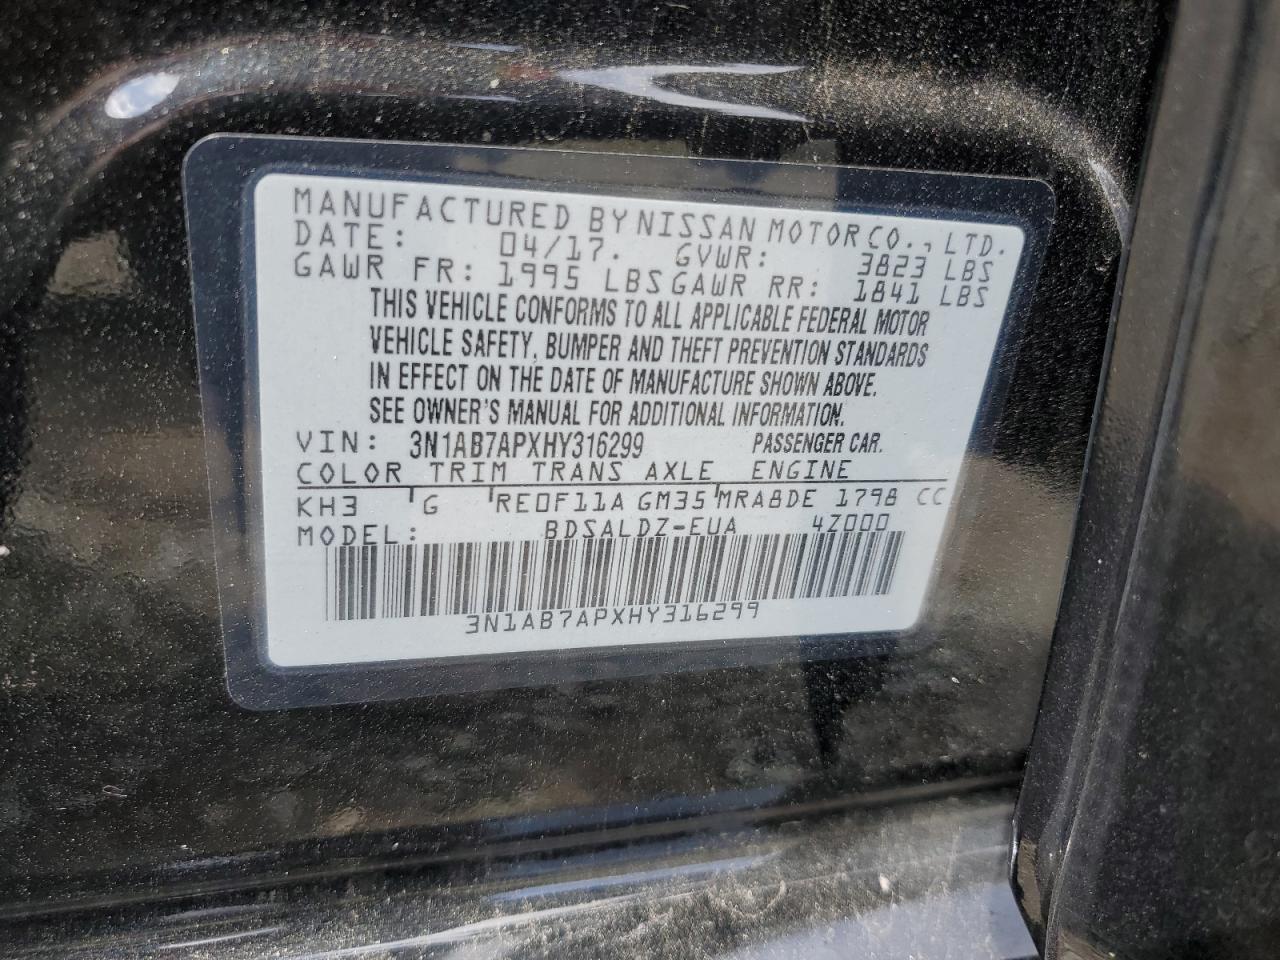 MANUFACTURED BY NISSAN MOTOR CO., LTD.
DATE: 04/17. GVWR: 3823 LBS
GAWR FR: 1995 LBS GAWR RR: 1841 LBS
THIS VEHICLE CONFORMS TO ALL APPLICABLE FEDERAL MOTOR
VEHICLE SAFETY, BUMPER AND THEFT PREVENTION STANDARDS
IN EFFECT ON THE DATE OF MANUFACTURE SHOWN ABOVE.
SEE OWNER'S MANUAL FOR ADDITIONAL INFORMATION.
VIN: 3N1AB7APXHY316299 PASSENGER CAR.
COLOR TRIM TRANS AXLE ENGINE
KH3 G RE0F11A GM35 MRA8DE 1798 CC
MODEL: BDSALDZ-EUA 4Z000
3N1AB7APXHY316299